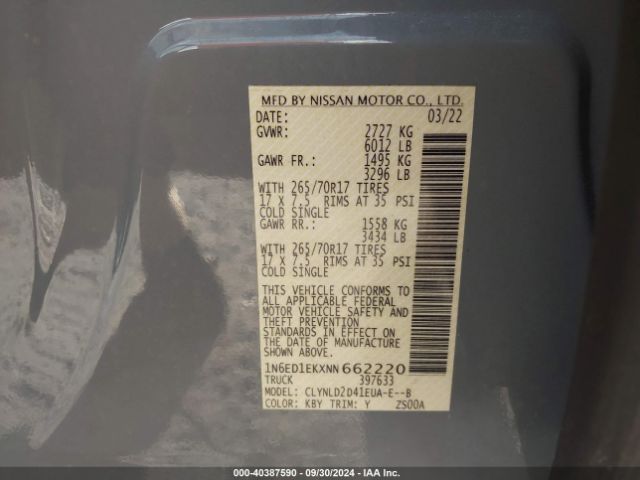 MFD BY NISSAN MOTOR CO., LTD.
DATE: 03/22
GVWR: 2727 KG
6012 LB
GAWR FR.: 1495 KG
3296 LB
WITH 265/70R17 TIRES
17 X 7.5 RIMS AT 35 PSI
COLD SINGLE
GAWR RR.: 1558 KG
3434 LB
WITH 265/70R17 TIRES
17 X 7.5 RIMS AT 35 PSI
COLD SINGLE
THIS VEHICLE CONFORMS TO
ALL APPLICABLE FEDERAL
MOTOR VEHICLE SAFETY AND
THEFT PREVENTION
STANDARDS IN EFFECT ON
THE DATE OF MANUFACTURE
SHOWN ABOVE.
1N6ED1EKXNN662220
TRUCK 397633
MODEL: CLYNLD2D41EUA-E--B
COLOR: KBY TRIM: Y ZS00A
000-40387590 - 09/30/2024 - IAA Inc.